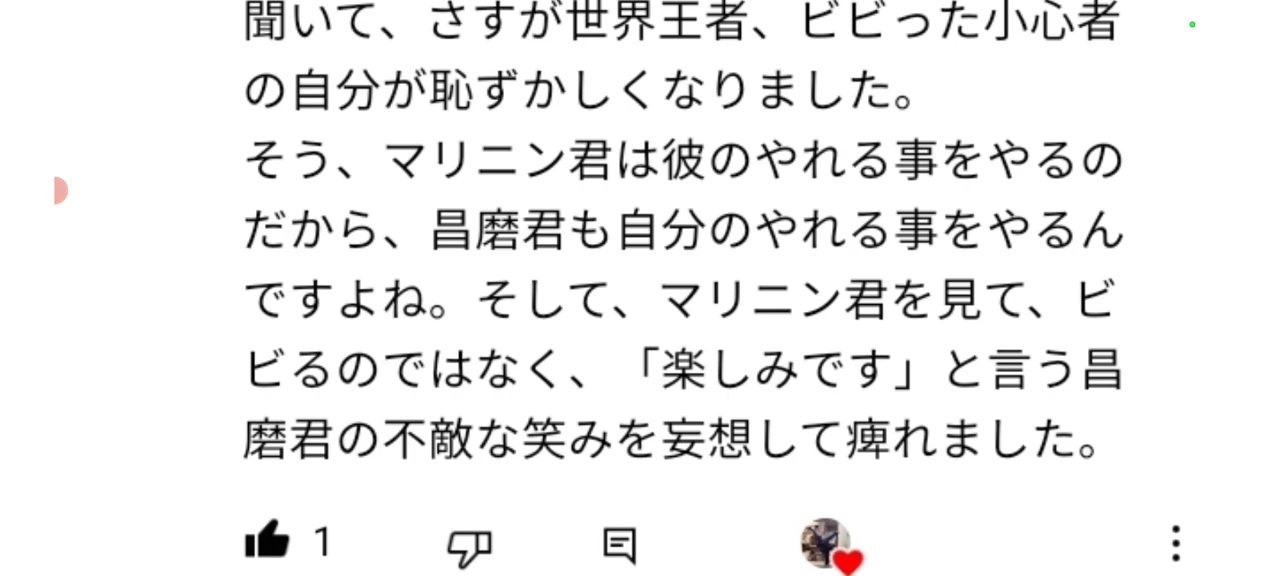 聞いて、さすが世界王者、ビビった小心者
の自分が恥ずかしくなりました。
そう、マリニン君は彼のやれる事をやるの
だから、昌磨君も自分のやれる事をやるん
ですよね。そして、マリニン君を見て、ビ
ビるのではなく、「楽しみです」と言う昌
磨君の不敵な笑みを妄想して痺れました。
1